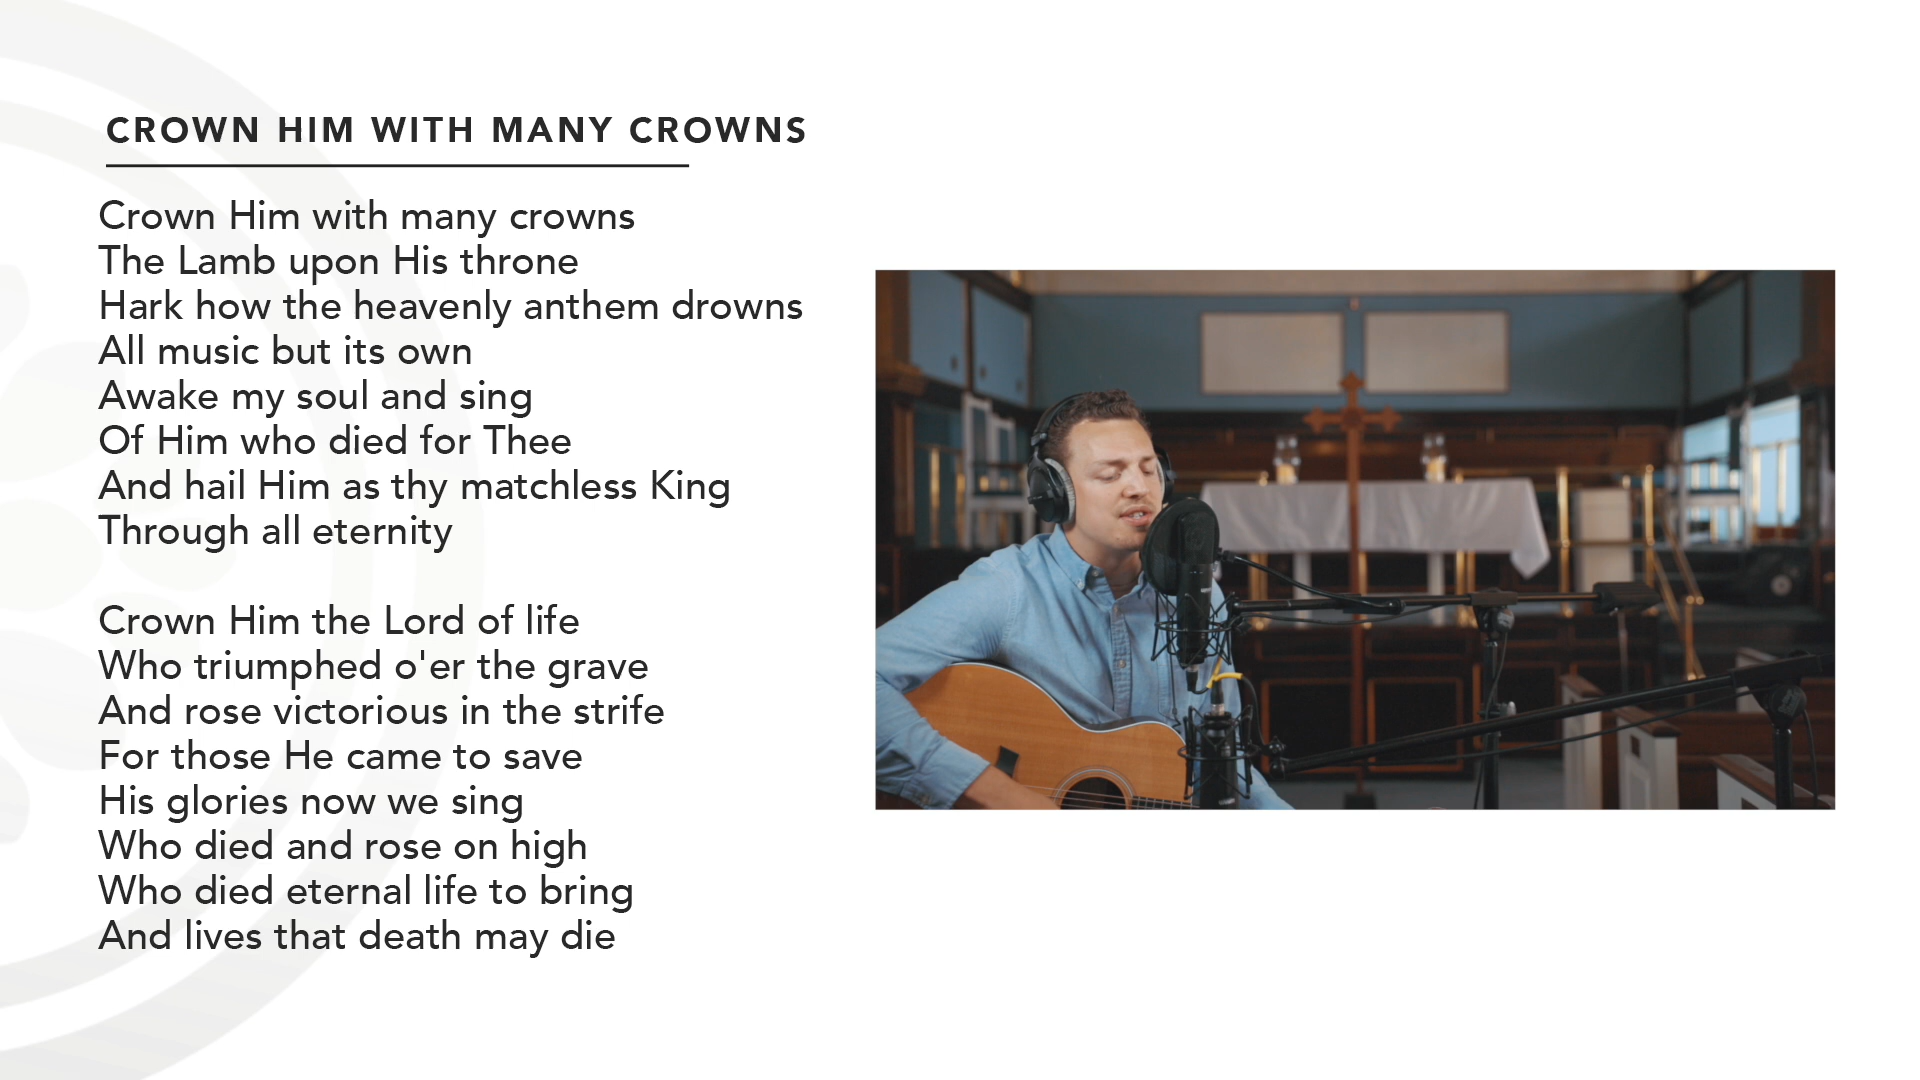 CROWN HIM WITH MANY CROWNS
Crown Him with many crowns
The Lamb upon His throne
Hark how the heavenly anthem drowns
All music but its own
Awake my soul and sing
Of Him who died for Thee
And hail Him as thy matchless King
Through all eternity
Crown Him the Lord of life
Who triumphed o'er the grave
And rose victorious in the strife
For those He came to save
His glories now we sing
Who died and rose on high
Who died eternal life to bring
And lives that death may die